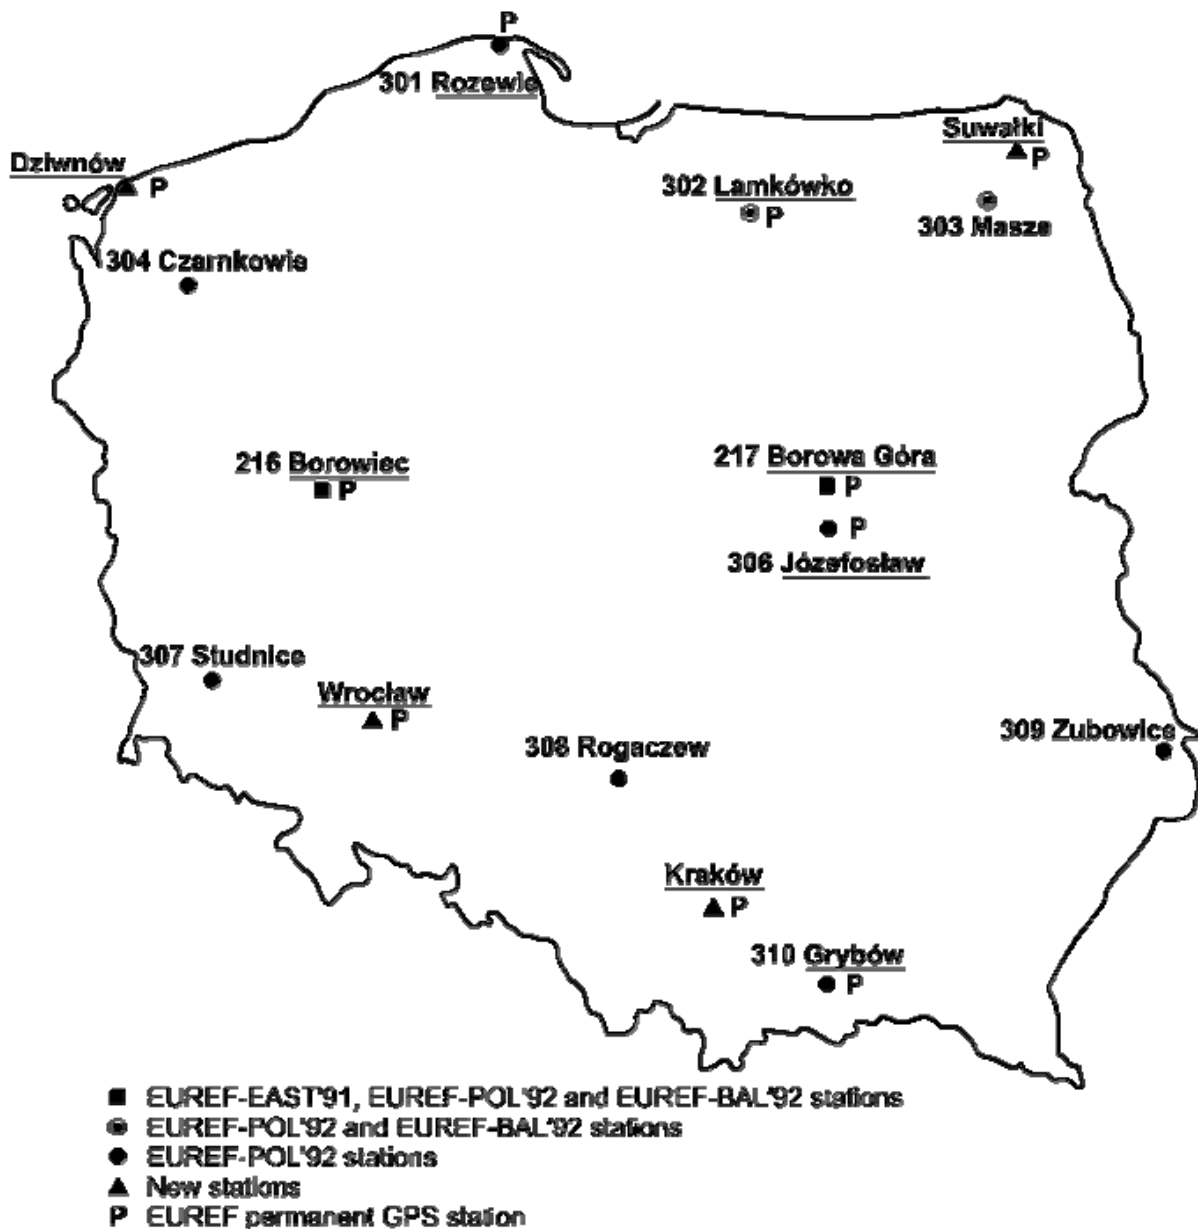 P
301 Rozewie
Suwałki
P
Dziwnów
P
302 Lamkówko
P
303 Masze
304 Czarnkowie
216 Borowiec
P
217 Borowa Góra
P
P
306 Józefosław
307 Studnice
Wrocław
P
308 Rogaczew
309 Zubowice
Kraków
P
310 Grybów
P
EUREF-EAST'91, EUREF-POL'92 and EUREF-BAL'92 stations
EUREF-POL'92 and EUREF-BAL'92 stations
EUREF-POL'92 stations
New stations
P EUREF permanent GPS station